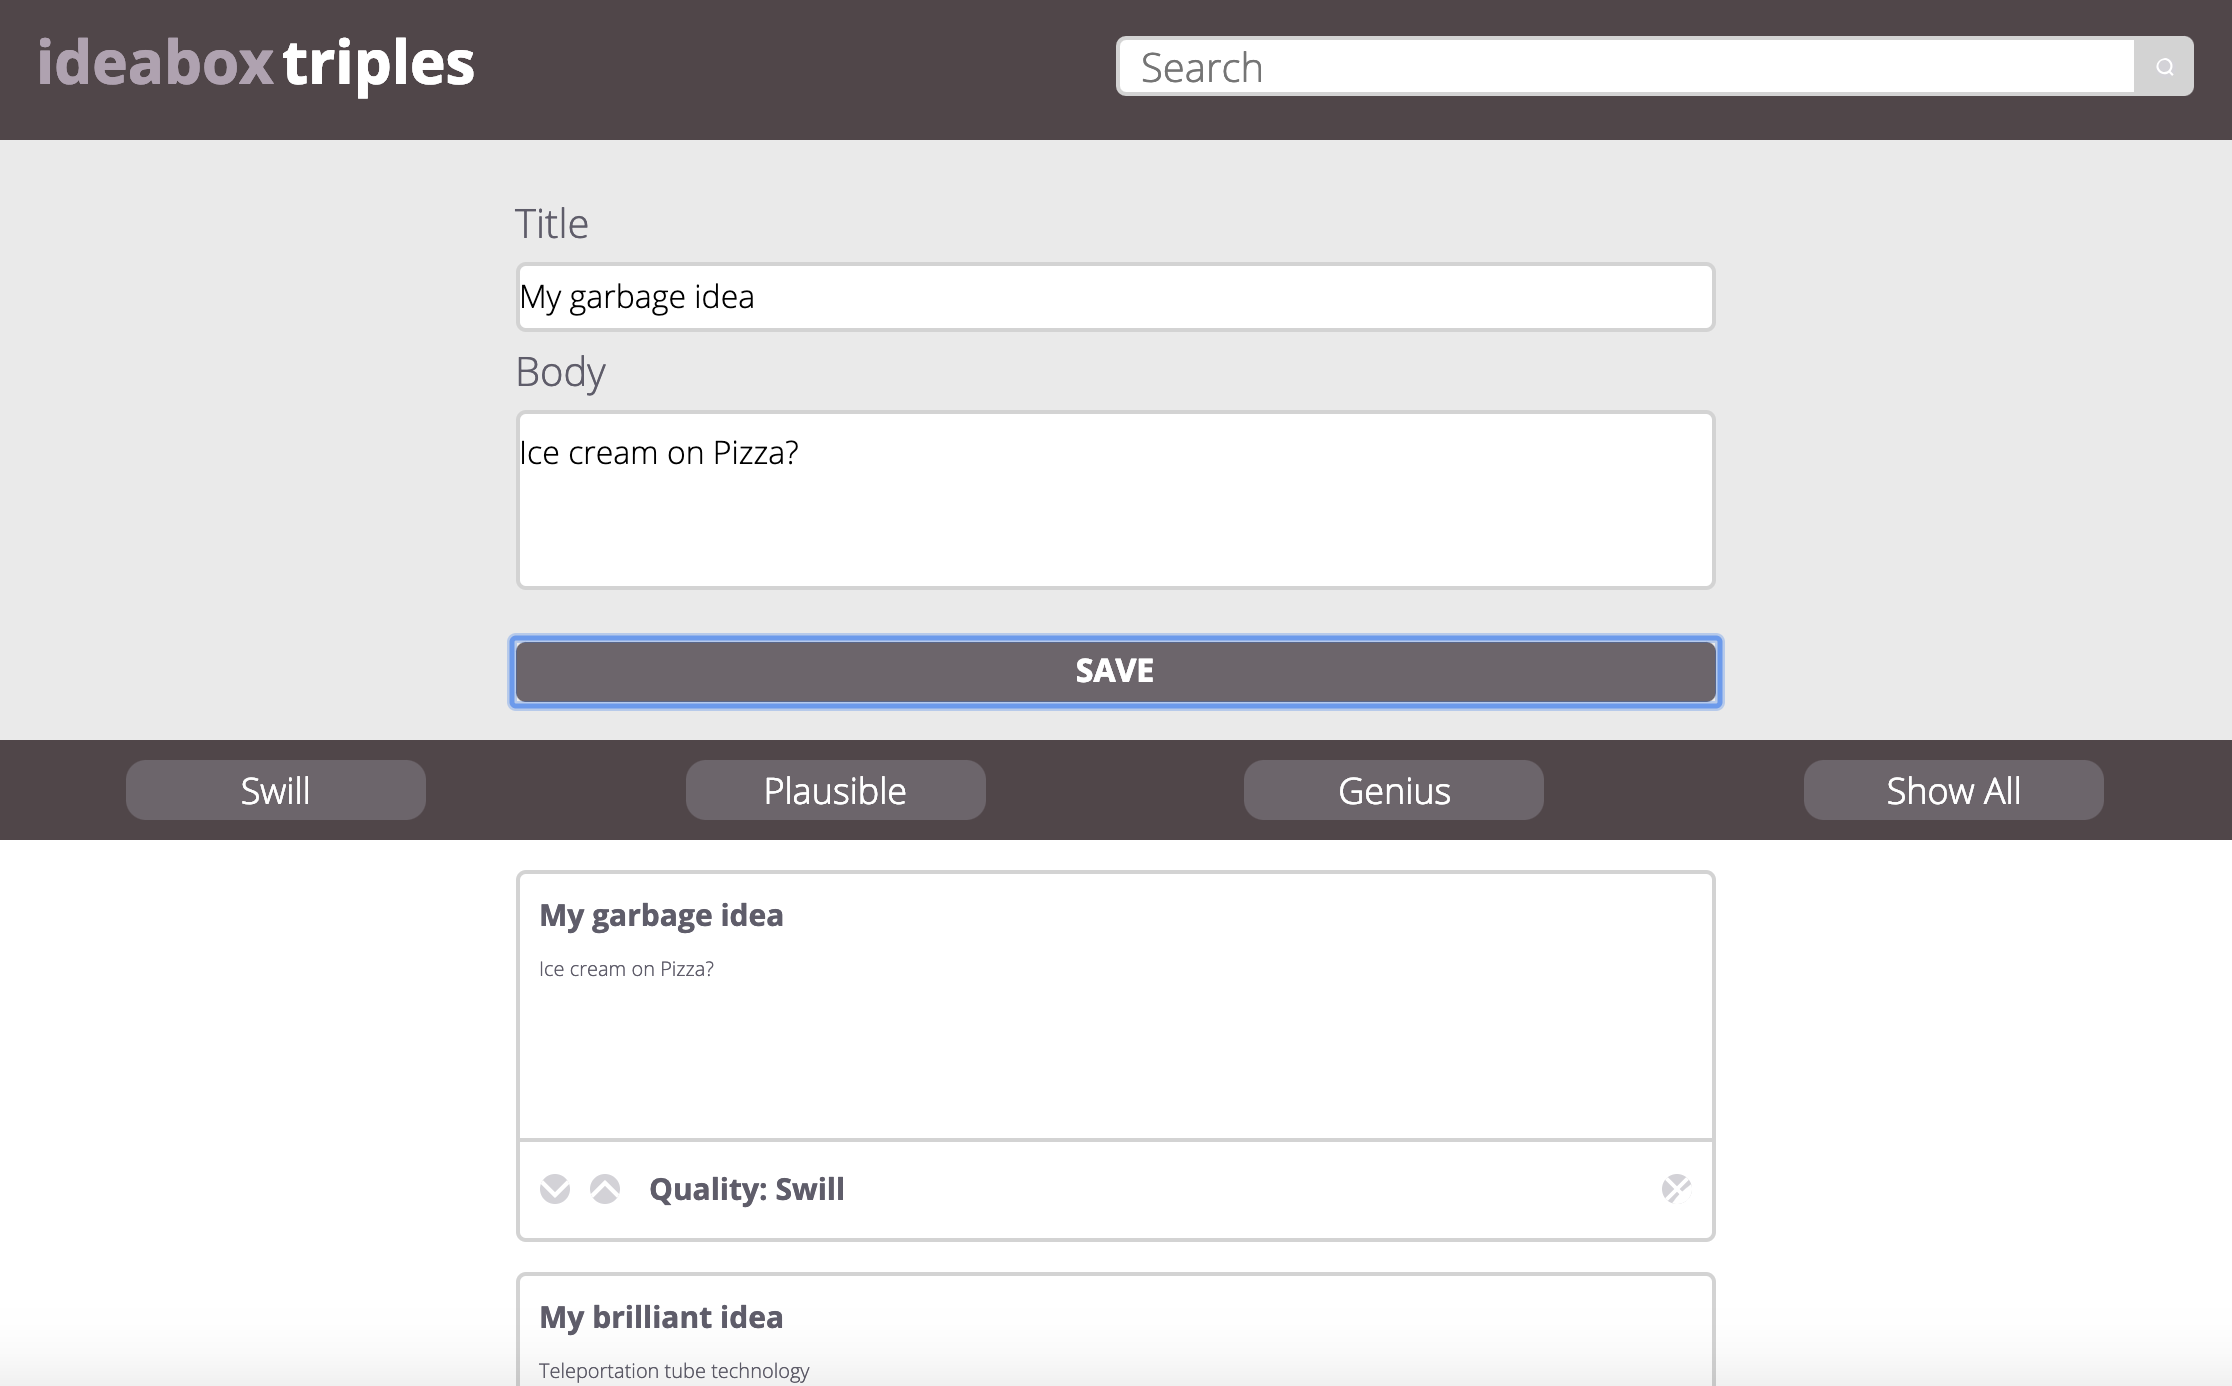 ideabox triples
Search
Title
My garbage idea
Body
Ice cream on Pizza?
SAVE
Swill Plausible Genius Show All
My garbage idea
Ice cream on Pizza?
Quality: Swill
My brilliant idea
Teleportation tube technology